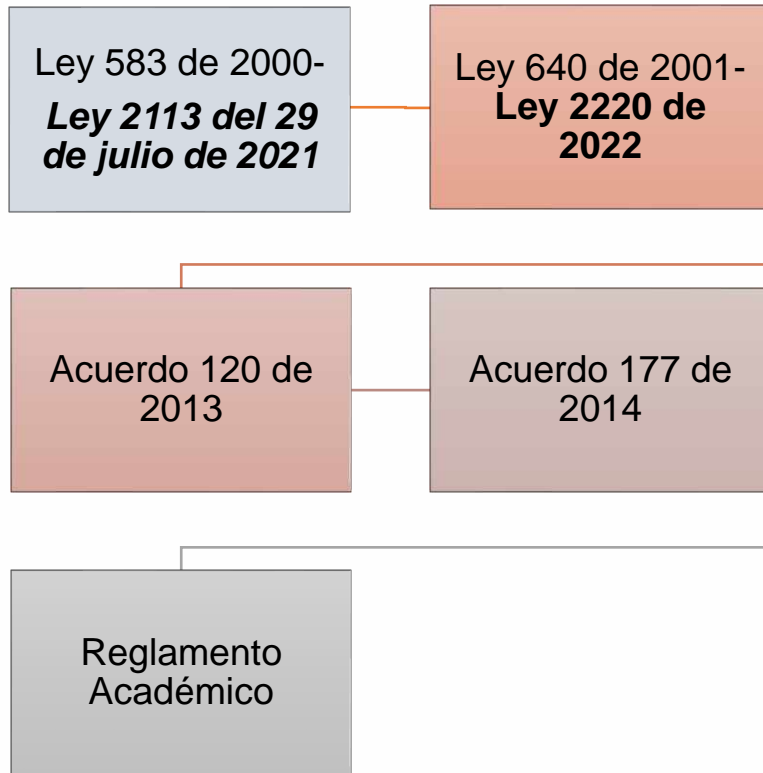 Ley 583 de 2000-
Ley 2113 del 29
de julio de 2021
Ley 640 de 2001-
Ley 2220 de
2022
Acuerdo 120 de
2013
Acuerdo 177 de
2014
Reglamento
Académico